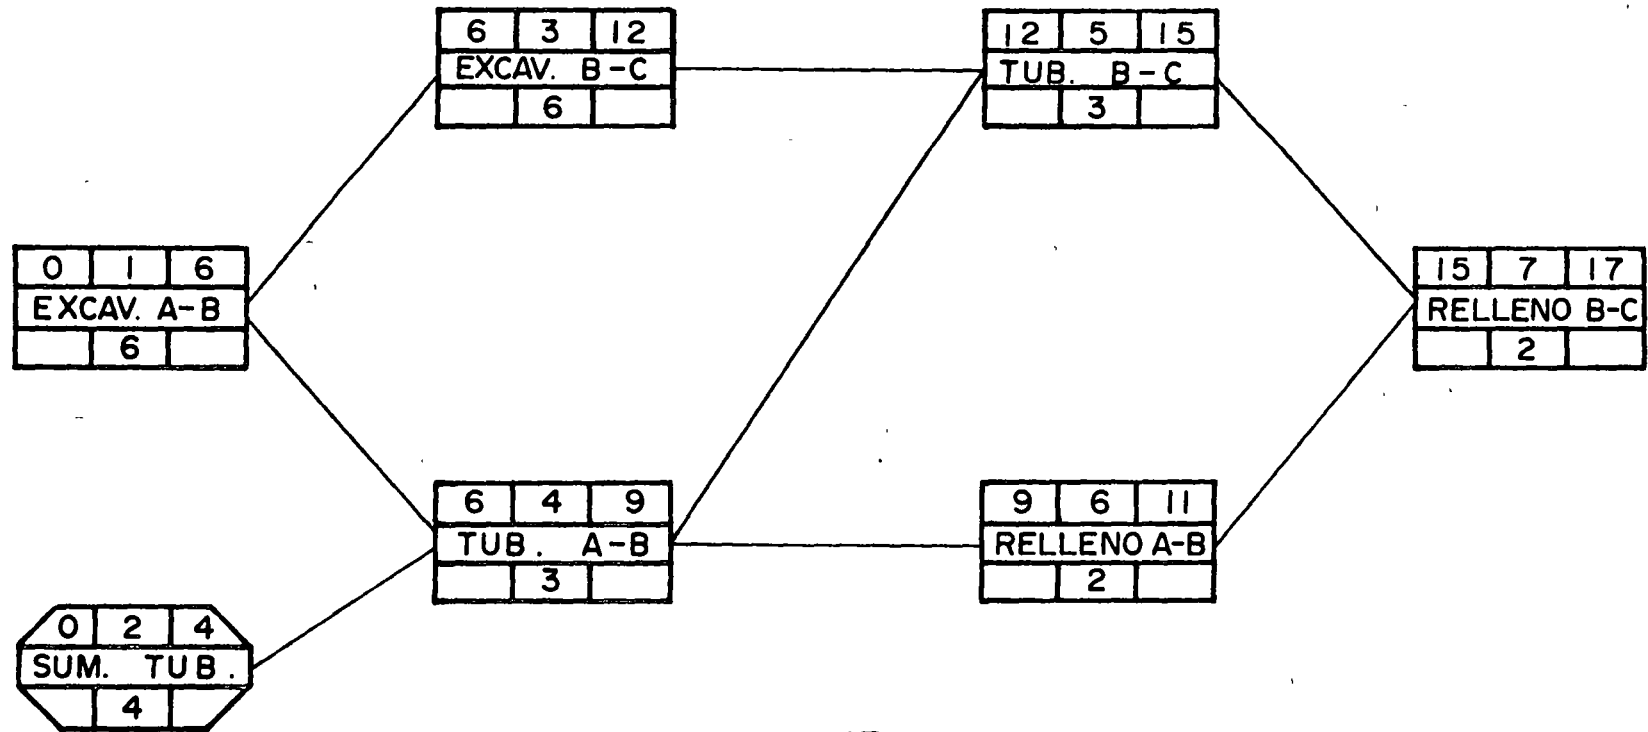 6 3 12
EXCAV. B-C
6
12 5 15
TUB. B-C
3
0 1 6
EXCAV. A-B
6
15 7 17
RELLENO B-C
2
6 4 9
TUB. A-B
3
9 6 11
RELLENO A-B
2
0 2 4
SUM. TUB.
4